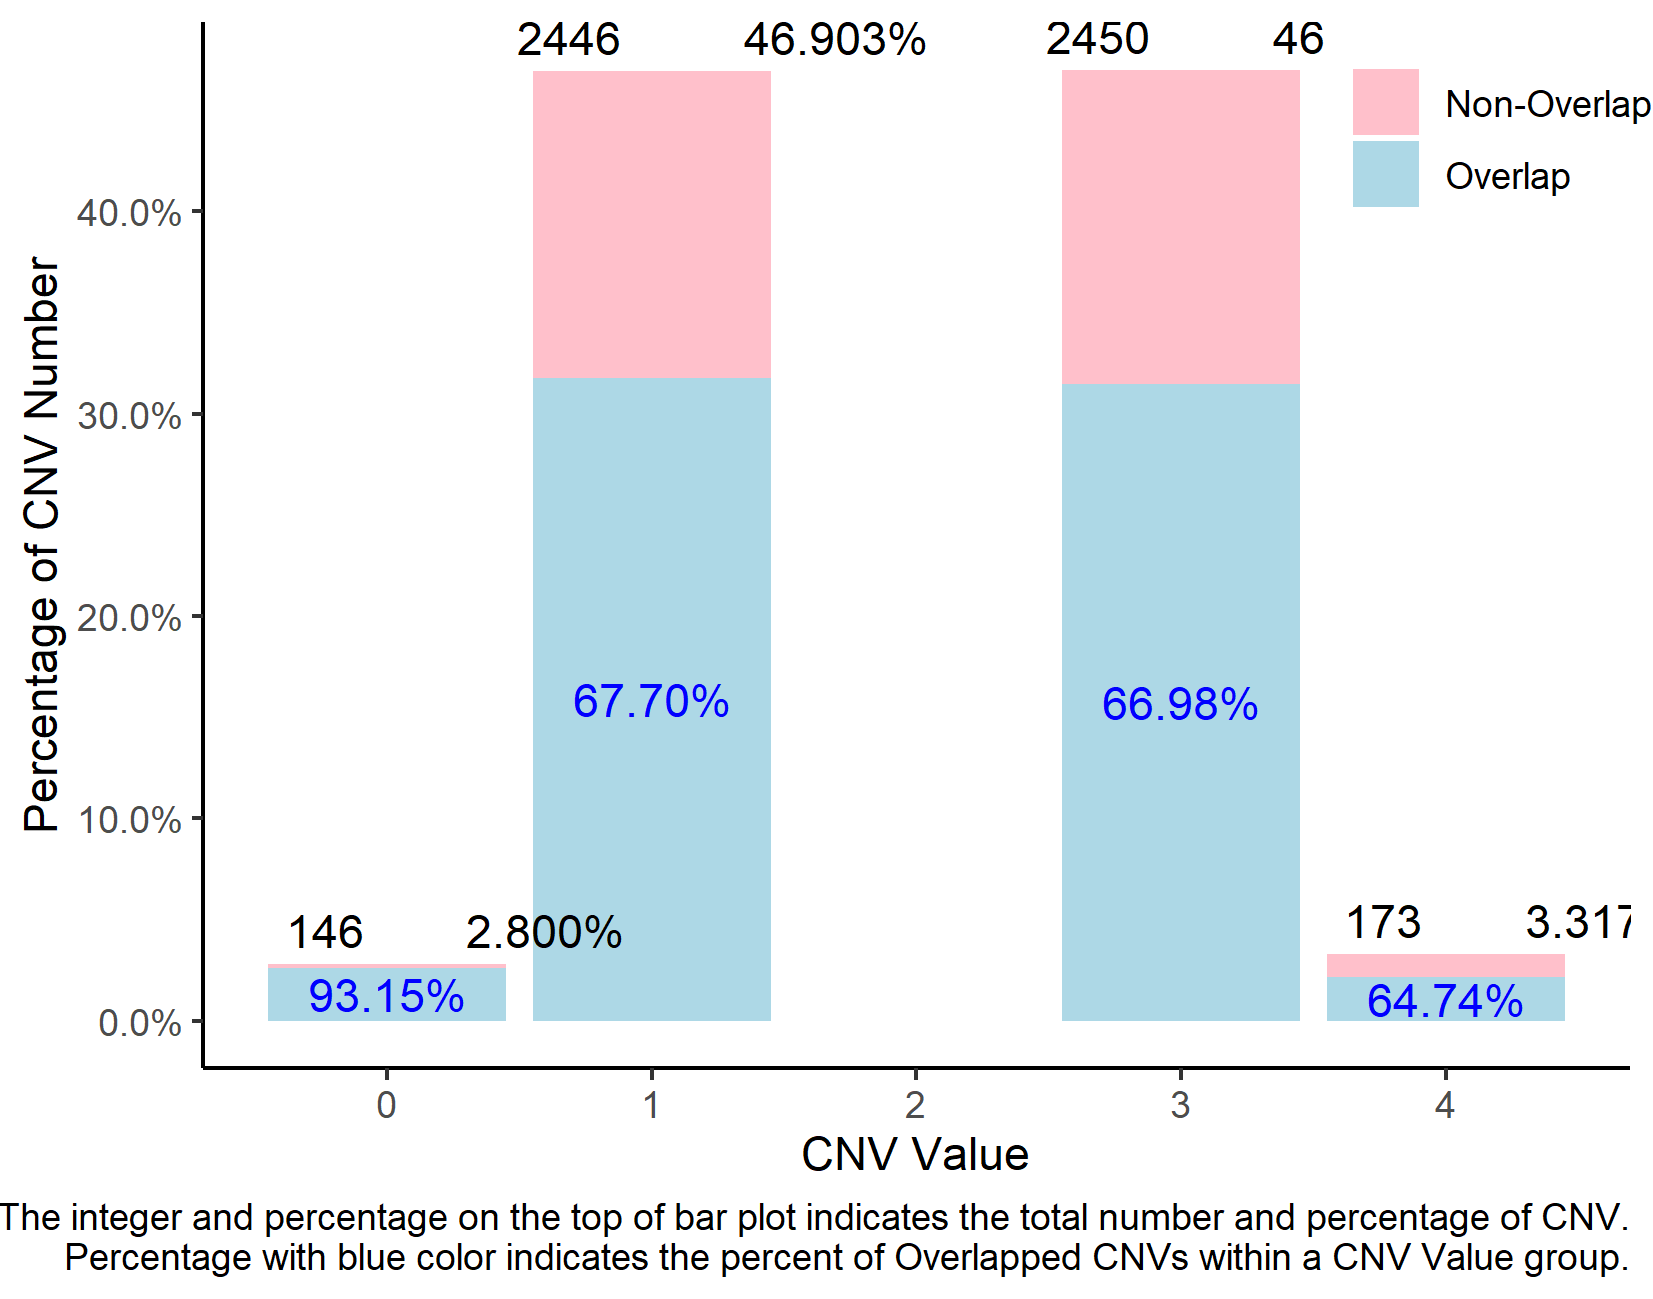 2446 46.903% 2450 46
Non-Overlap
Overlap
Percentage of CNV Number
40.0%
30.0%
20.0%
10.0%
0.0%
67.70% 66.98%
146 2.800% 173 3.317
93.15% 64.74%
0 1 2 3 4
CNV Value
The integer and percentage on the top of bar plot indicates the total number and percentage of CNV.
Percentage with blue color indicates the percent of Overlapped CNVs within a CNV Value group.